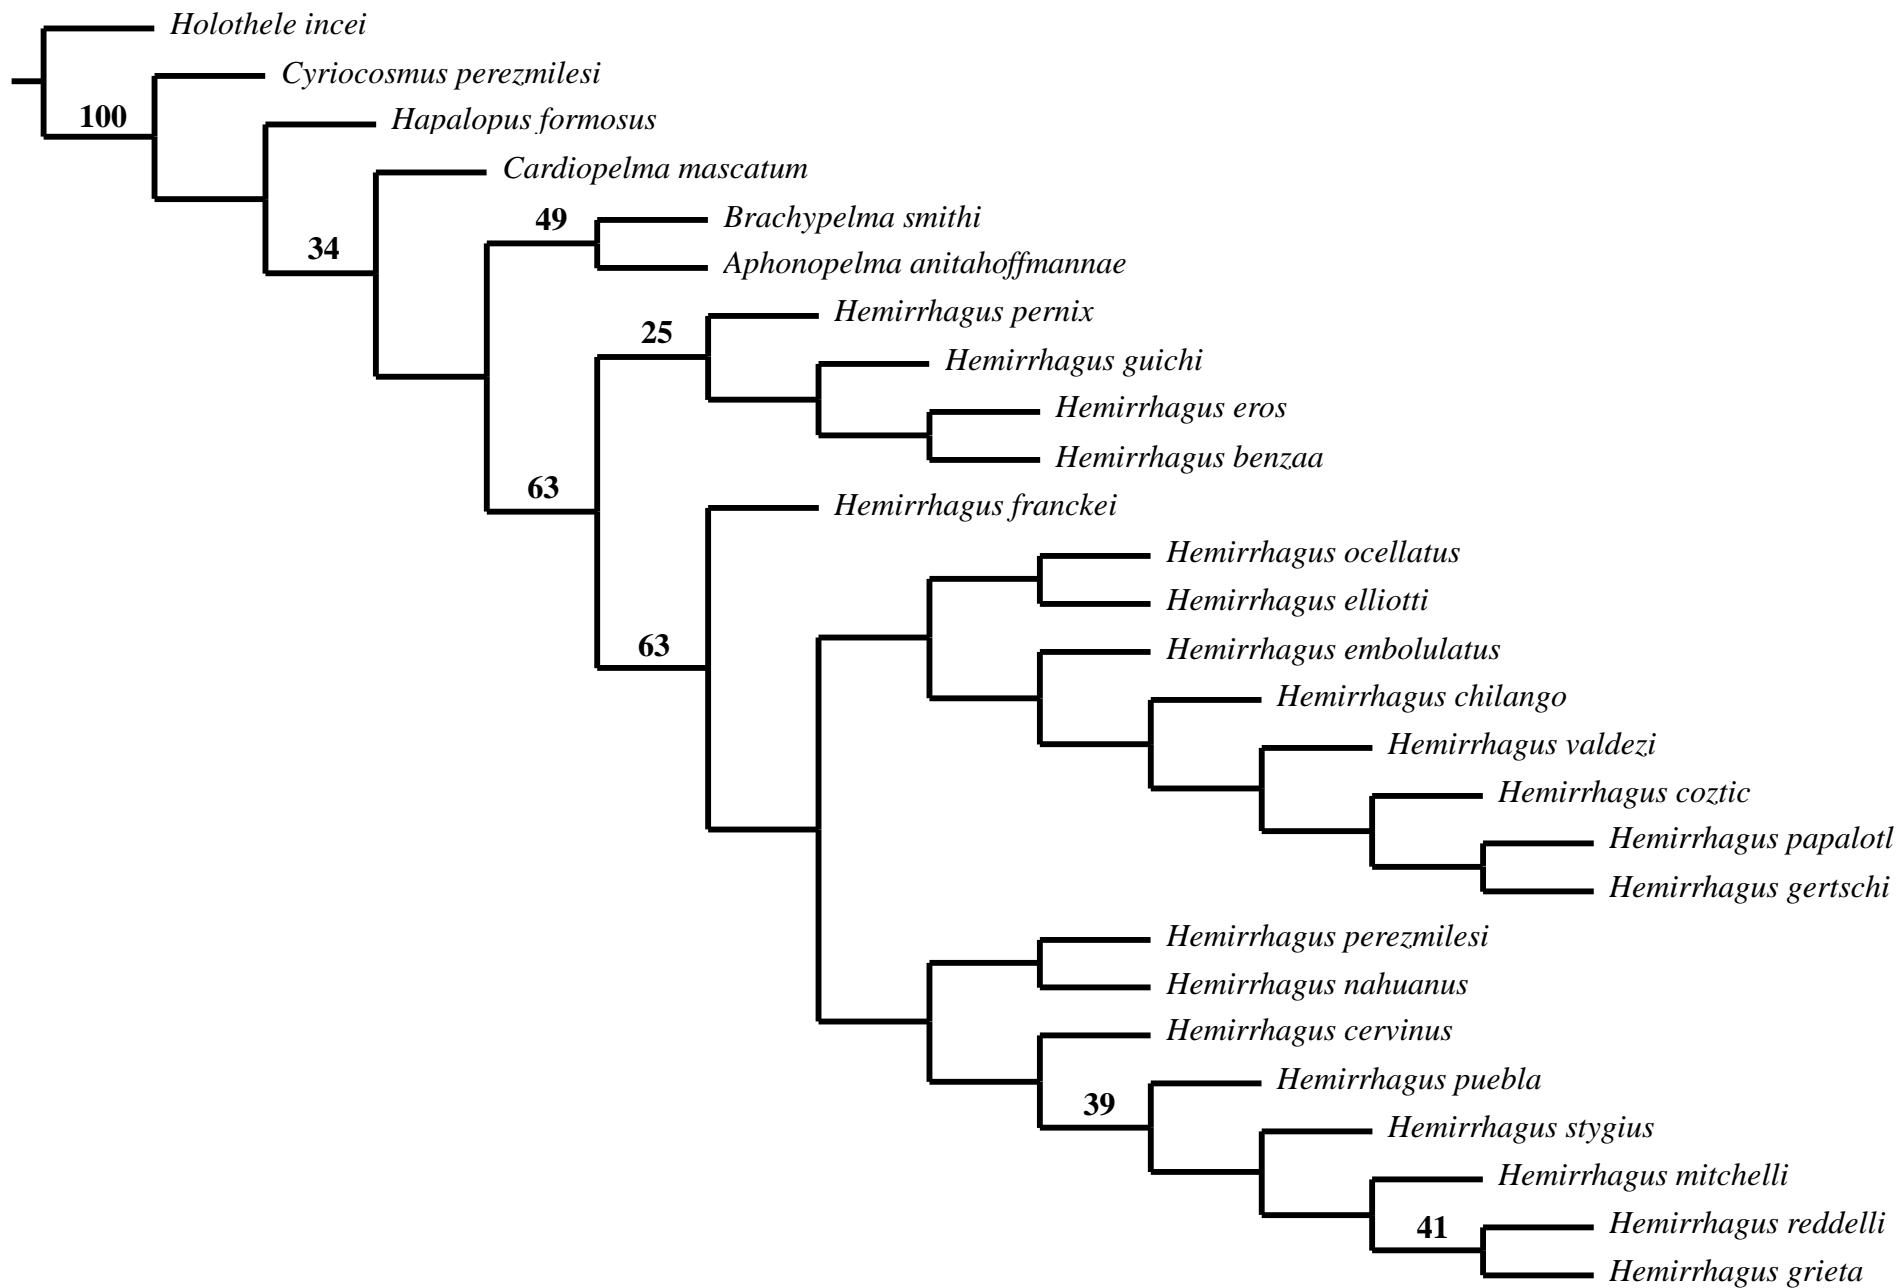 Holothele incei
Cyriocosmus perezmilesi
100
Hapalopus formosus
Cardiopelma mascatum
49
Brachypelma smithi
34
Aphonopelma anitahoffmannae
Hemirrhagus pernix
25
Hemirrhagus guichi
Hemirrhagus eros
Hemirrhagus benzaa
63
Hemirrhagus franckei
Hemirrhagus ocellatus
Hemirrhagus elliotti
63
Hemirrhagus embolulatus
Hemirrhagus chilango
Hemirrhagus valdezi
Hemirrhagus coztic
Hemirrhagus papalotl
Hemirrhagus gertschi
Hemirrhagus perezmilesi
Hemirrhagus nahuanus
Hemirrhagus cervinus
Hemirrhagus puebla
39
Hemirrhagus stygius
Hemirrhagus mitchelli
41
Hemirrhagus reddelli
Hemirrhagus grieta